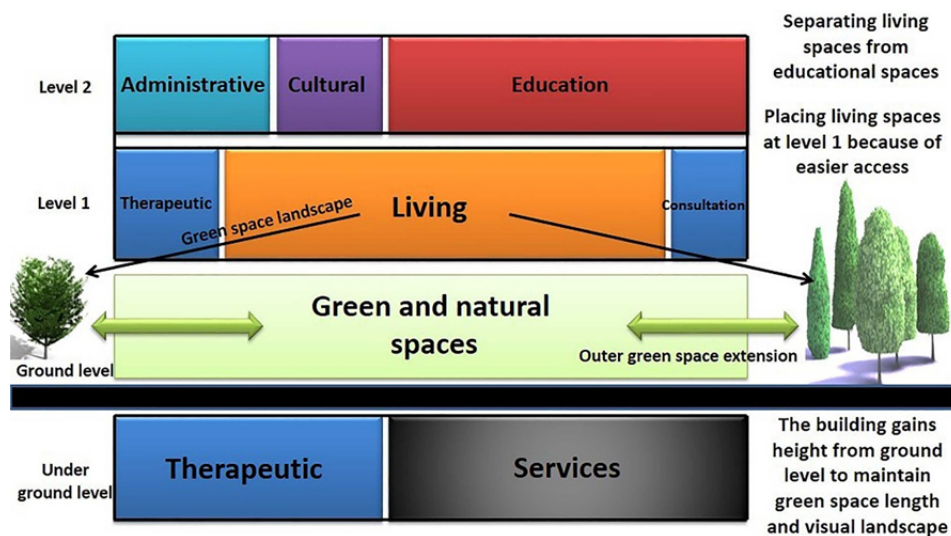 Separating living
spaces from
educational spaces
Level 2
Administrative
Cultural
Education
Placing living spaces
at level 1 because of
easier access
Level 1
Therapeutic
Living
Consultation
Green space landscape
Green and natural
spaces
Outer green space extension
Ground level
Under
ground level
Therapeutic
Services
The building gains
height from ground
level to maintain
green space length
and visual landscape